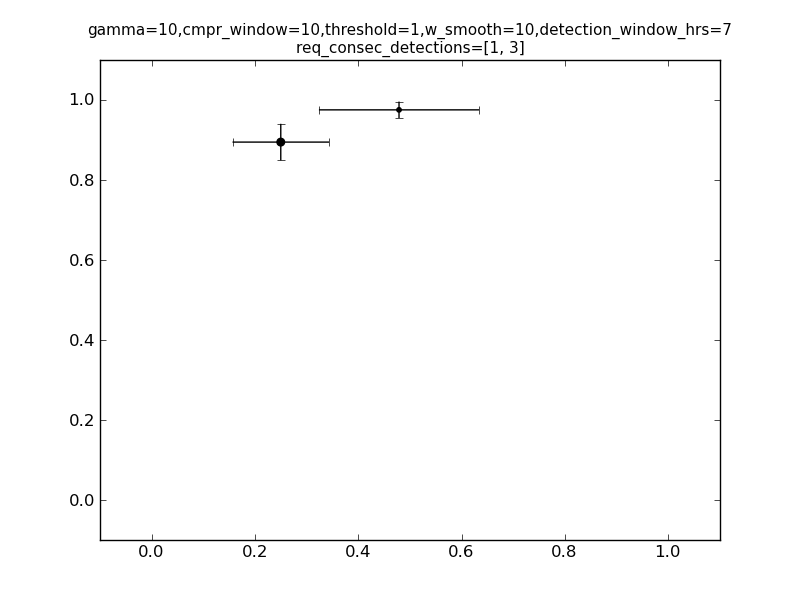 gamma=10,cmpr_window=10,threshold=1,w_smooth=10,detection_window_hrs=7
req_consec_detections=[1, 3]
1.0
0.8
0.6
0.4
0.2
0.0
0.0 0.2 0.4 0.6 0.8 1.0